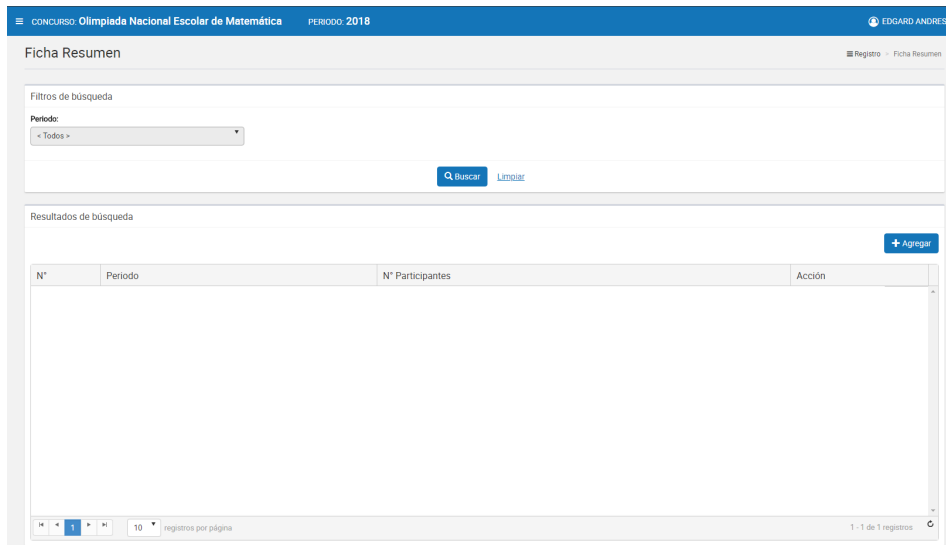 CONCURSO: Olimpiada Nacional Escolar de Matemática PERIODO: 2018 EDGARD ANDRES
Ficha Resumen Registro Ficha Resumen
Filtros de búsqueda
Periodo:
< Todos >
Buscar Limpiar
Resultados de búsqueda
+ Agregar
N° Periodo N° Participantes Acción
1 10 registros por página 1 - 1 de 1 registros